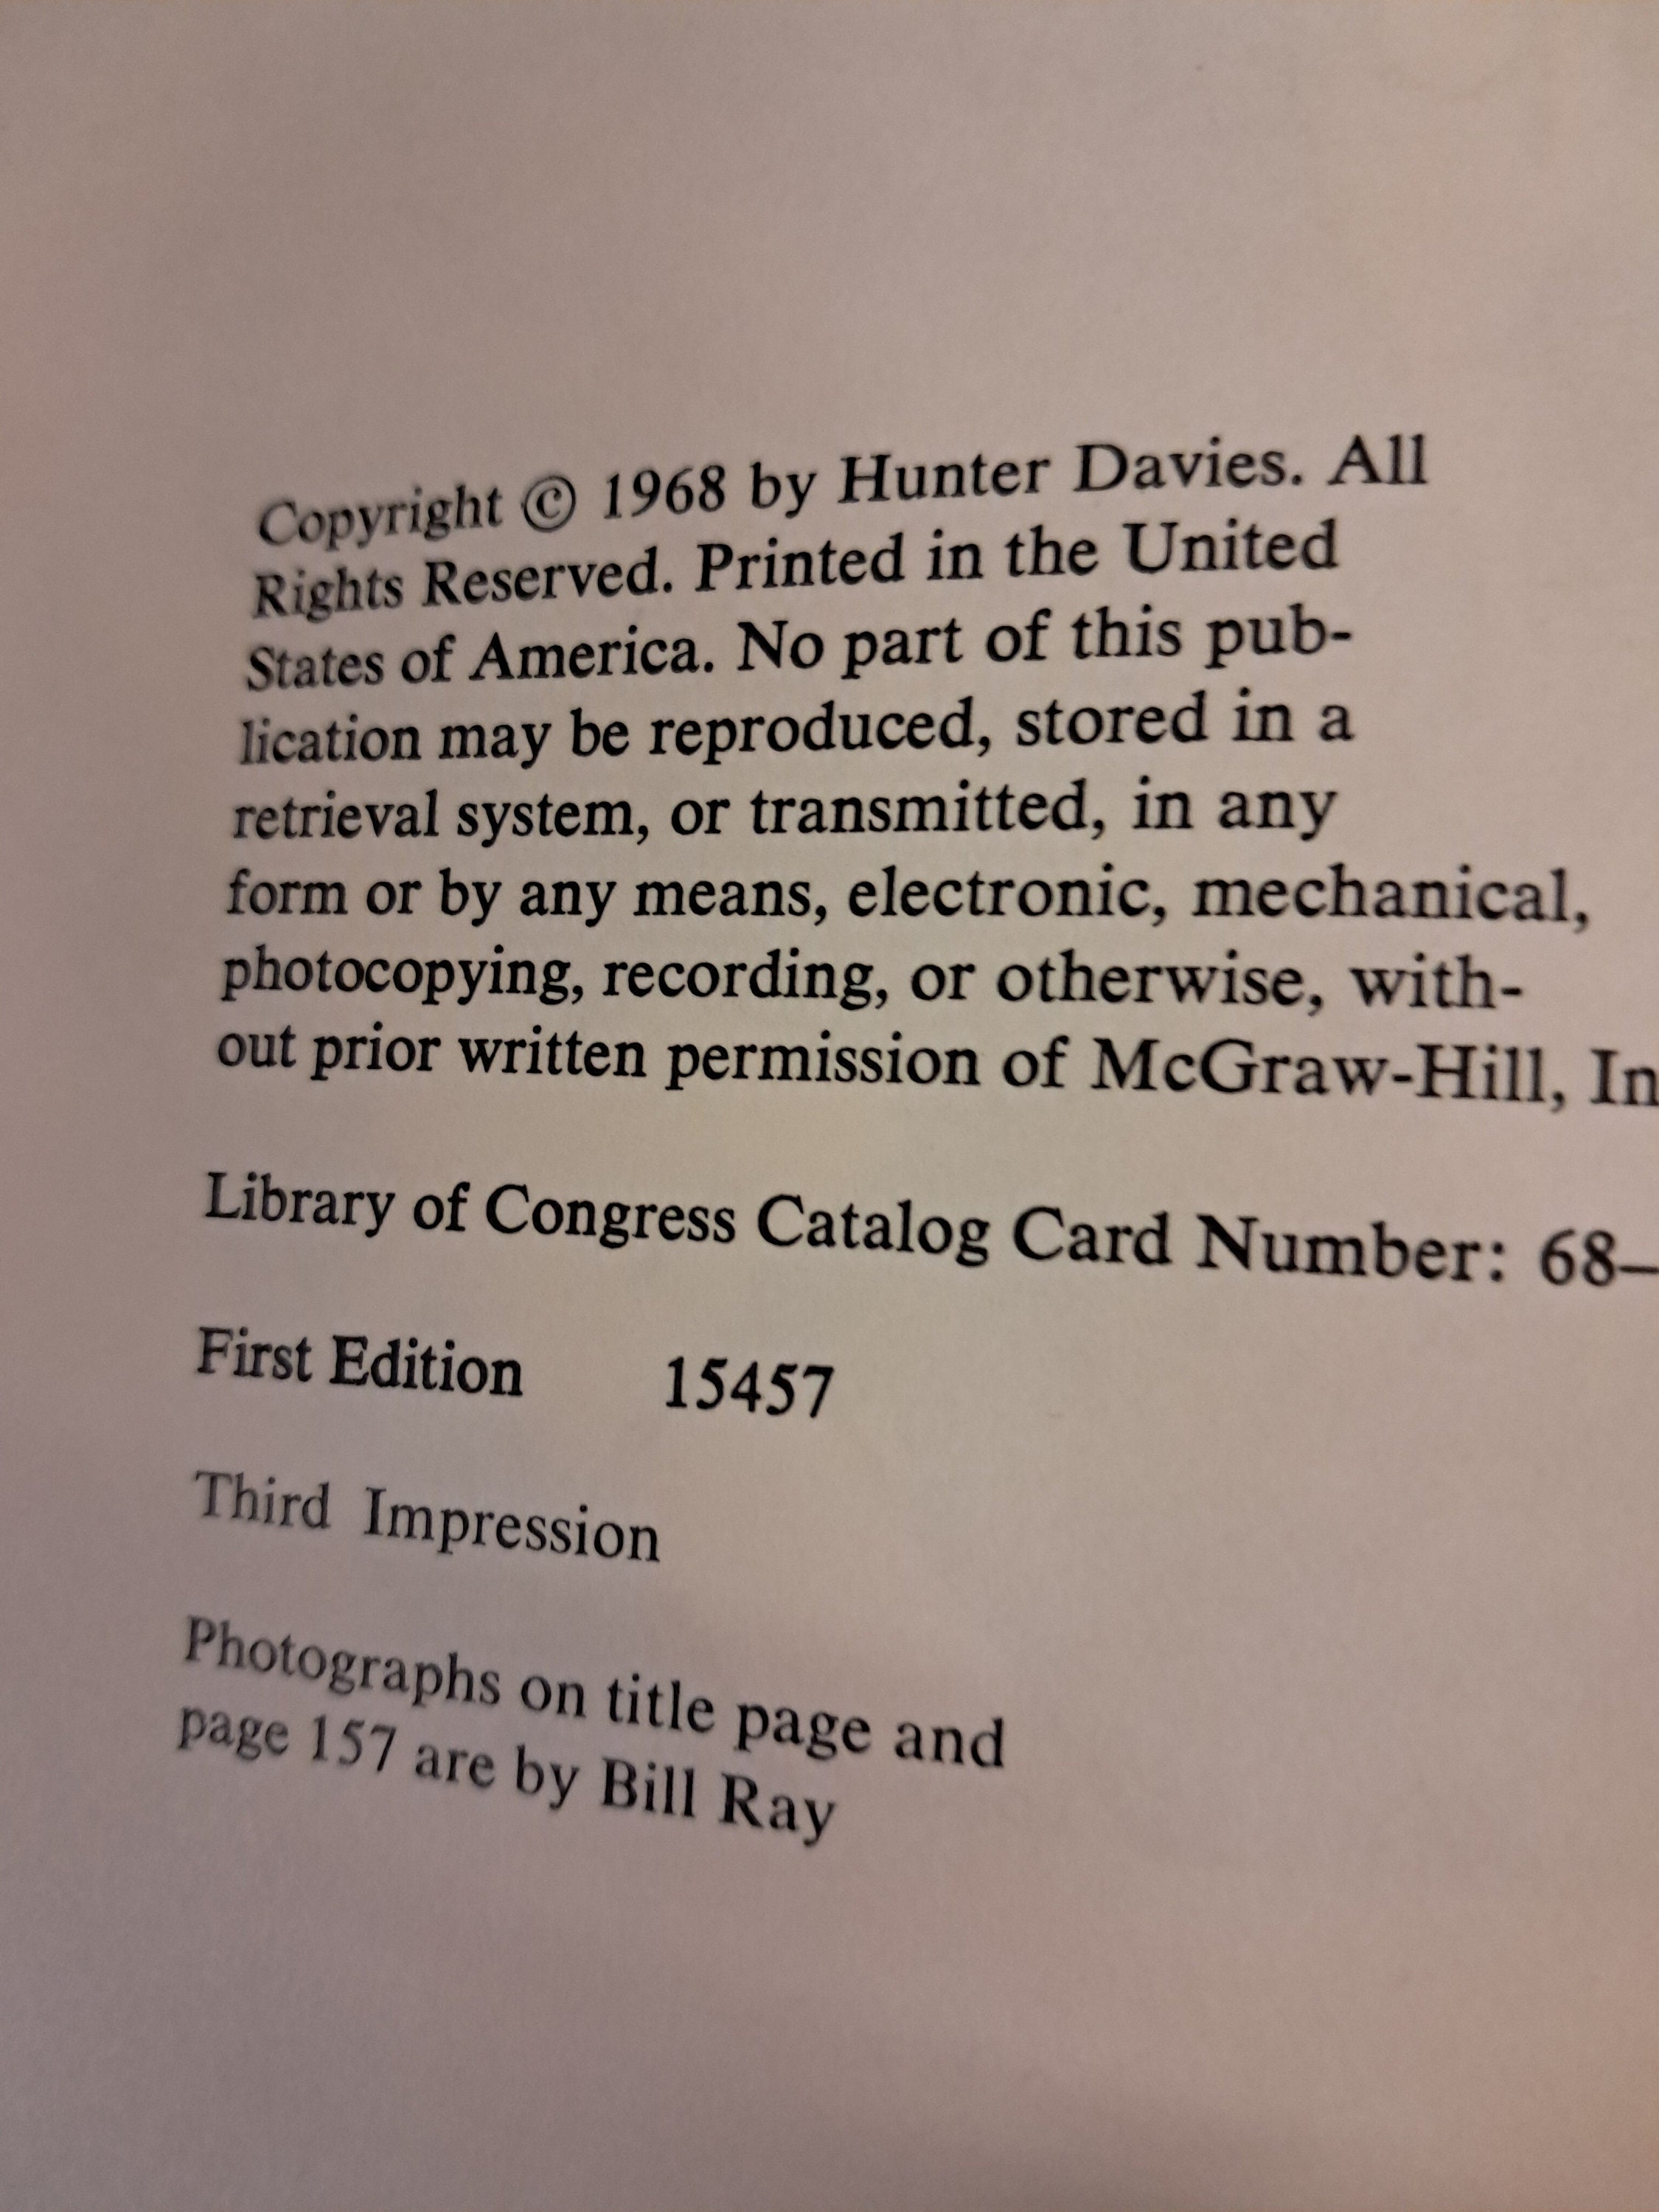 Copyright © 1968 by Hunter Davies. All
Rights Reserved. Printed in the United
States of America. No part of this pub-
lication may be reproduced, stored in a
retrieval system, or transmitted, in any
form or by any means, electronic, mechanical,
photocopying, recording, or otherwise, with-
out prior written permission of McGraw-Hill, In
Library of Congress Catalog Card Number: 68–
First Edition 15457
Third Impression
Photographs on title page and
page 157 are by Bill Ray